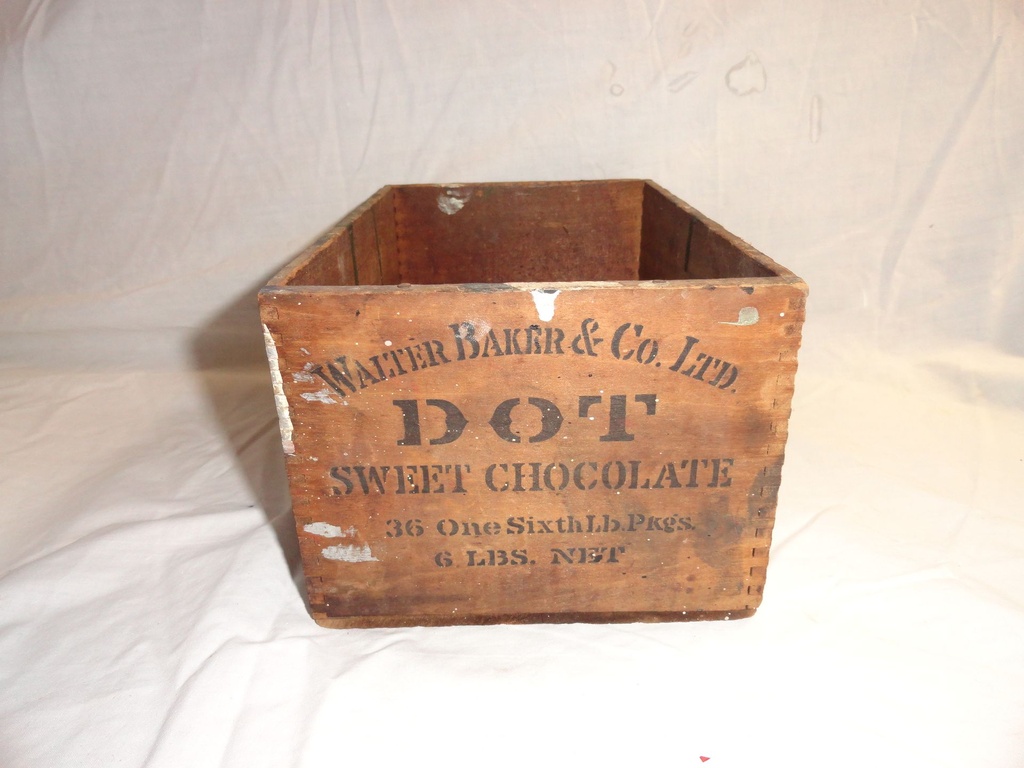 WALTER BAKER & CO. LTD.
DOT
SWEET CHOCOLATE
36 One Sixth Lb. Pkgs.
6 LBS. NET